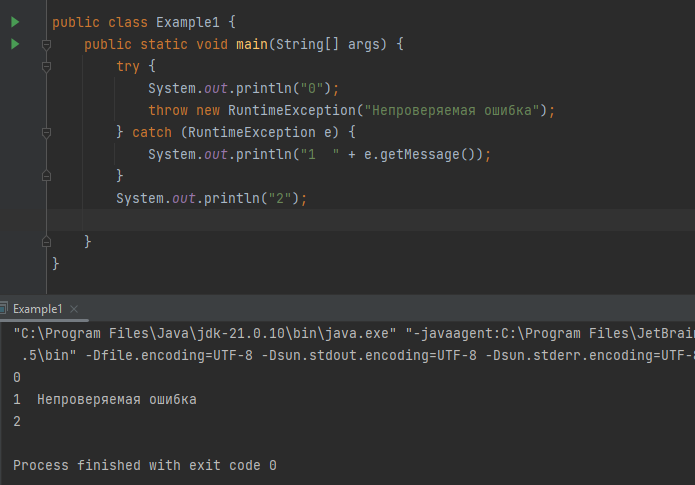 public class Example1 {
    public static void main(String[] args) {
        try {
            System.out.println("0");
            throw new RuntimeException("Непроверяемая ошибка");
        } catch (RuntimeException e) {
            System.out.println("1  " + e.getMessage());
        }
        System.out.println("2");
    }
}
Example1
"C:\Program Files\Java\jdk-21.0.10\bin\java.exe" "-javaagent:C:\Program Files\JetBrai
.5\bin" -Dfile.encoding=UTF-8 -Dsun.stdout.encoding=UTF-8 -Dsun.stderr.encoding=UTF-8
0
1  Непроверяемая ошибка
2
Process finished with exit code 0